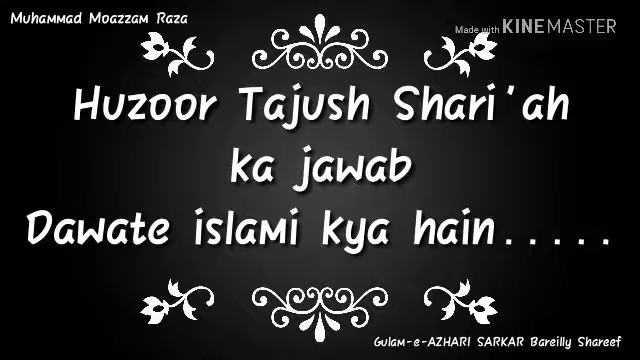 Muhammad Moazzam Raza
Made with KINEMASTER
Huzoor Tajush Shari'ah
ka jawab
Dawate islami kya hain.....
Gulam-e-AZHARI SARKAR Bareilly Shareef